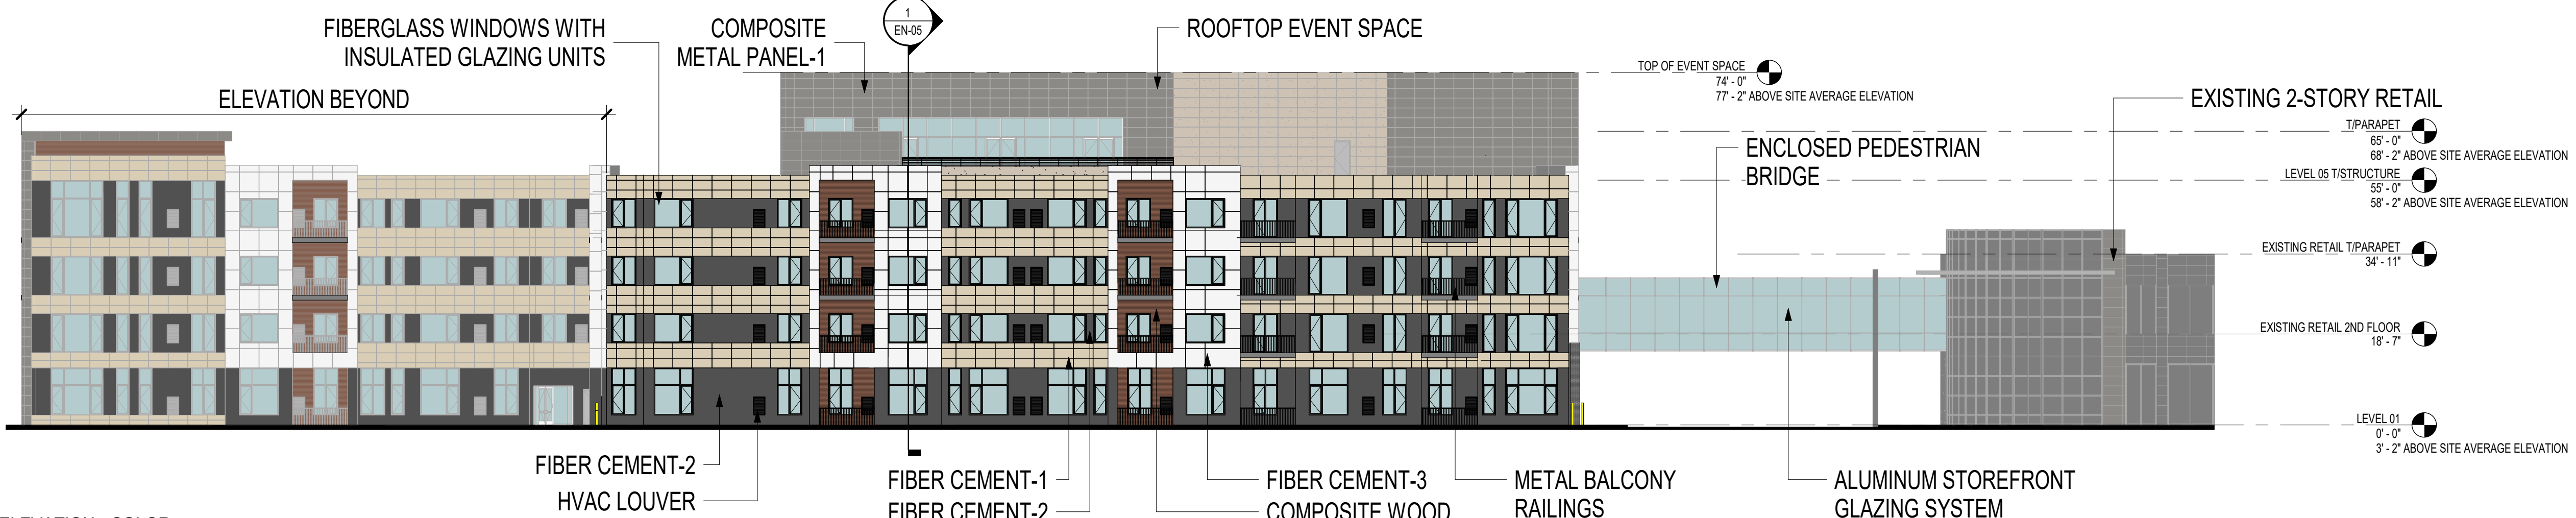 FIBERGLASS WINDOWS WITH
INSULATED GLAZING UNITS
COMPOSITE
METAL PANEL-1
1
EN-05
ROOFTOP EVENT SPACE
TOP OF EVENT SPACE
74' - 0"
77' - 2" ABOVE SITE AVERAGE ELEVATION
ELEVATION BEYOND
EXISTING 2-STORY RETAIL
T/PARAPET
65' - 0"
68' - 2" ABOVE SITE AVERAGE ELEVATION
ENCLOSED PEDESTRIAN
BRIDGE
LEVEL 05 T/STRUCTURE
55' - 0"
58' - 2" ABOVE SITE AVERAGE ELEVATION
EXISTING RETAIL T/PARAPET
34' - 11"
EXISTING RETAIL 2ND FLOOR
18' - 7"
LEVEL 01
0' - 0"
3' - 2" ABOVE SITE AVERAGE ELEVATION
FIBER CEMENT-2
HVAC LOUVER
FIBER CEMENT-1
FIBER CEMENT-2
FIBER CEMENT-3
COMPOSITE WOOD
METAL BALCONY
RAILINGS
ALUMINUM STOREFRONT
GLAZING SYSTEM